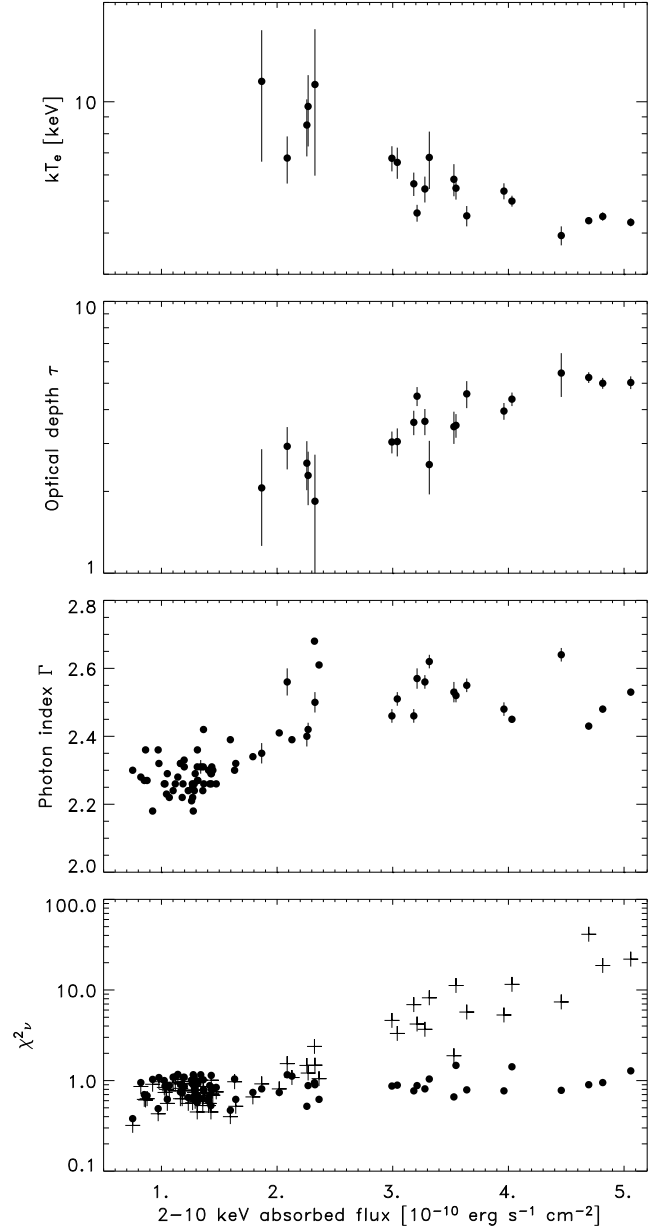 10
kTe [keV]
10
Optical depth τ
1
2.8
2.6
2.4
2.2
2.0
Photon index Γ
100.0
10.0
1.0
0.1
χ²ν
1. 2. 3. 4. 5.
2−10 keV absorbed flux [10⁻¹⁰ erg s⁻¹ cm⁻²]